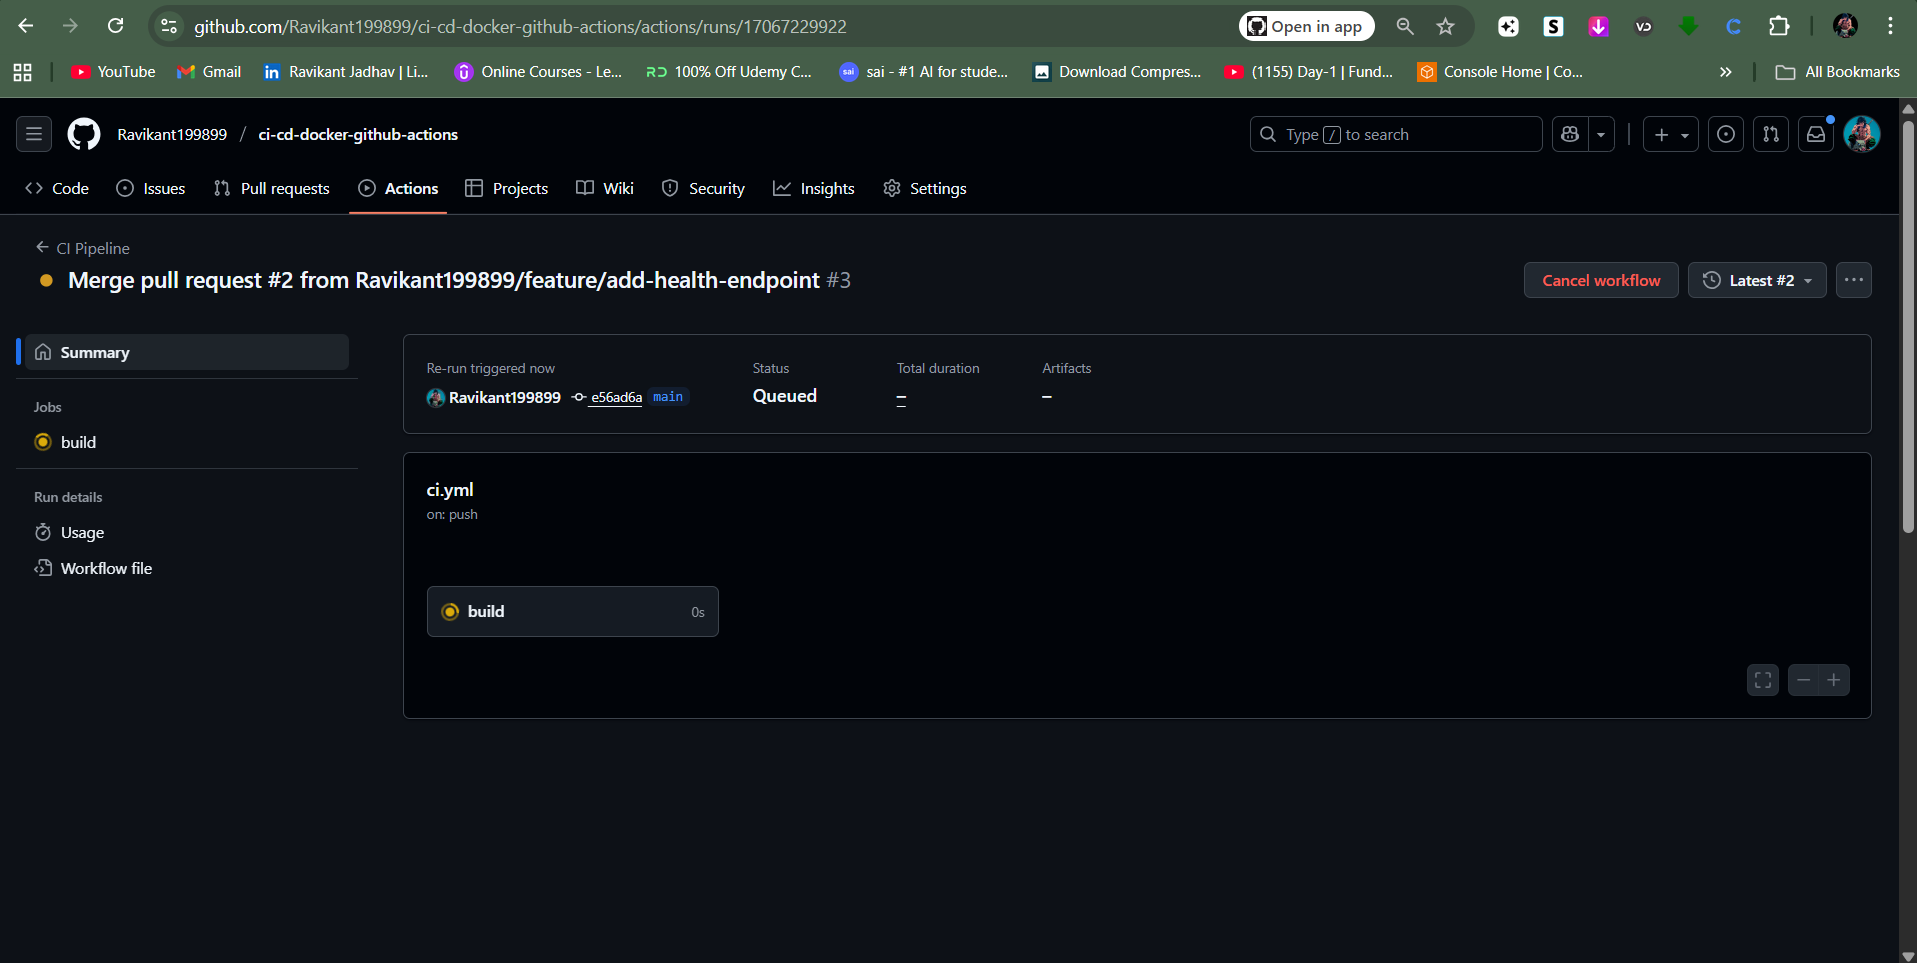 github.com/Ravikant199899/ci-cd-docker-github-actions/actions/runs/17067229922
Open in app
YouTube
Gmail
Ravikant Jadhav | Li...
Online Courses - Le...
100% Off Udemy C...
sai - #1 AI for stude...
Download Compres...
(1155) Day-1 | Fund...
Console Home | Co...
All Bookmarks
Ravikant199899 / ci-cd-docker-github-actions
Type / to search
Code
Issues
Pull requests
Actions
Projects
Wiki
Security
Insights
Settings
CI Pipeline
Merge pull request #2 from Ravikant199899/feature/add-health-endpoint #3
Cancel workflow
Latest #2
Summary
Jobs
build
Run details
Usage
Workflow file
Re-run triggered now
Ravikant199899 e56ad6a main
Status
Queued
Total duration
–
Artifacts
–
ci.yml
on: push
build 0s